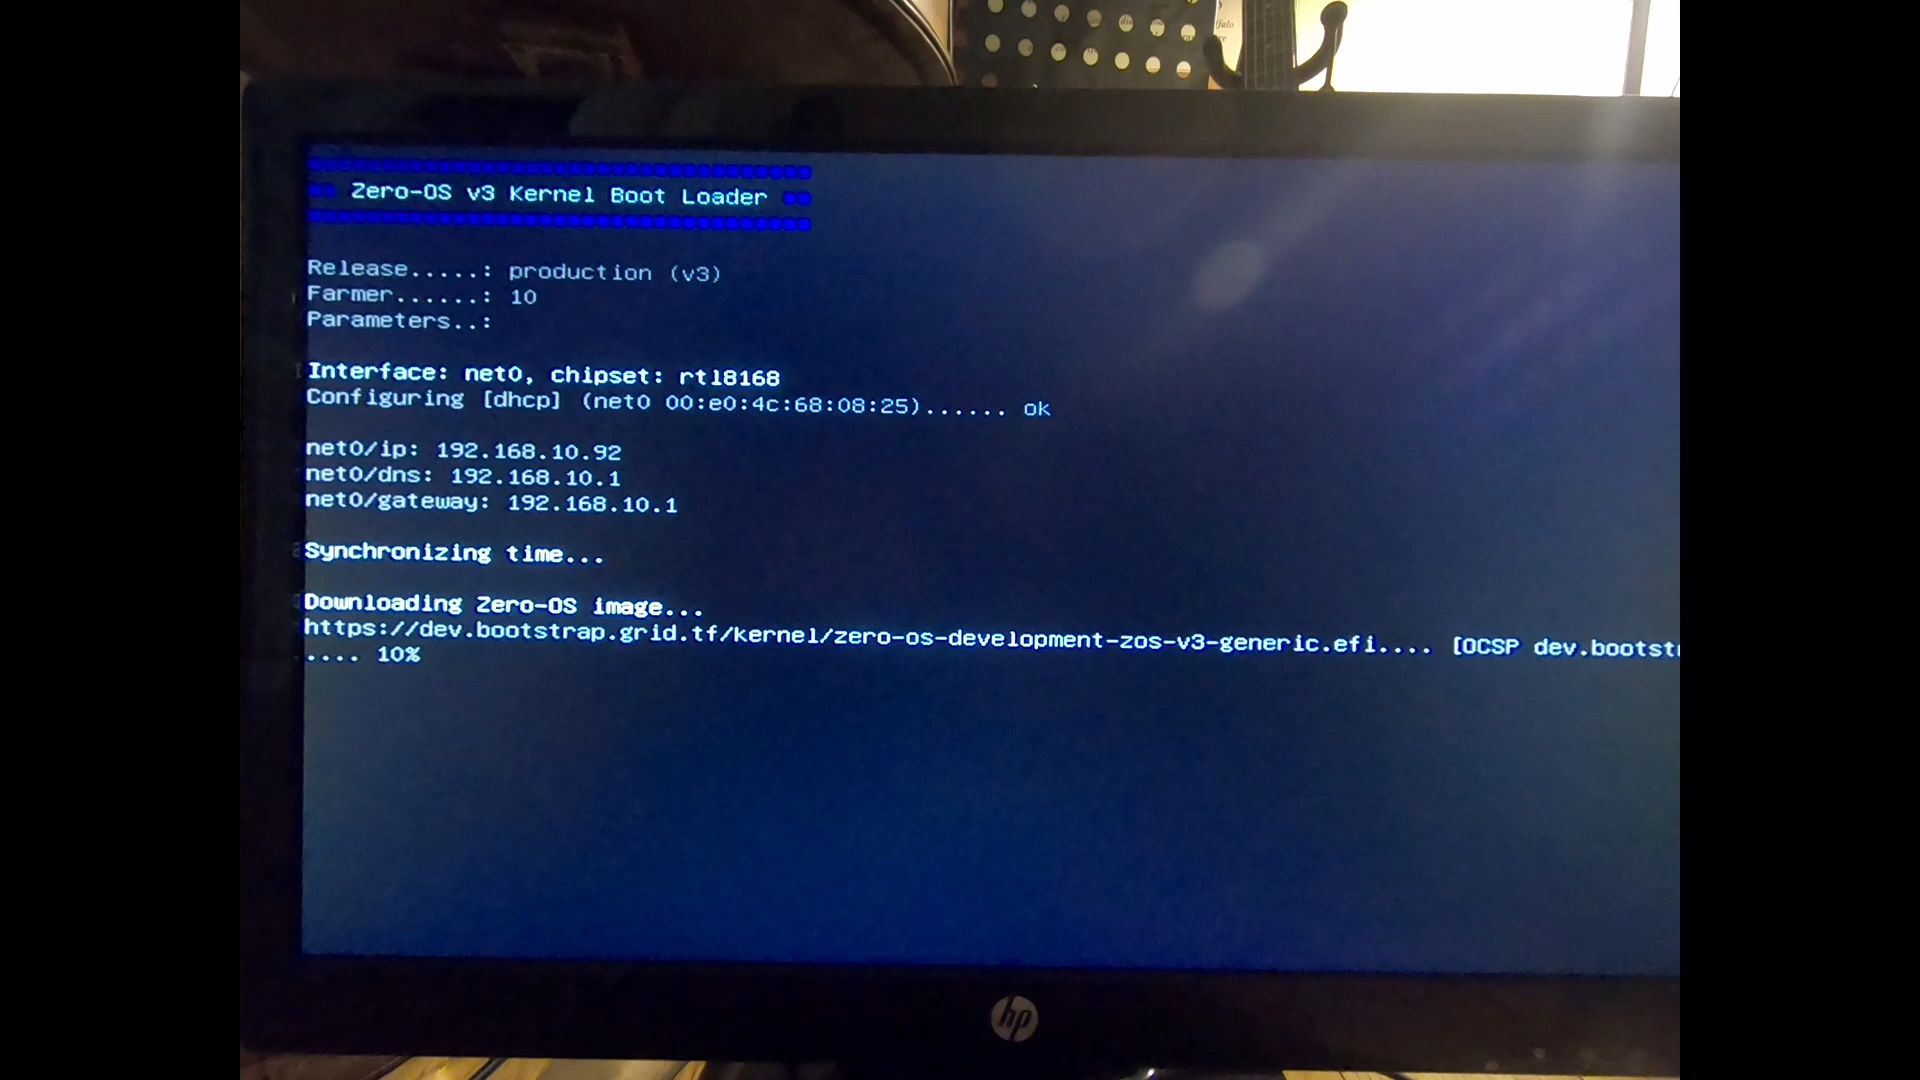 Zero-OS v3 Kernel Boot Loader
Release.....: production (v3)
Farmer......: 10
Parameters..:
Interface: net0, chipset: rtl8168
Configuring [dhcp] (net0 00:e0:4c:68:08:25)...... ok
net0/ip: 192.168.10.92
net0/dns: 192.168.10.1
net0/gateway: 192.168.10.1
Synchronizing time...
Downloading Zero-OS image...
https://dev.bootstrap.grid.tf/kernel/zero-os-development-zos-v3-generic.efi.... [OCSP dev.bootstr
.... 10%
hp